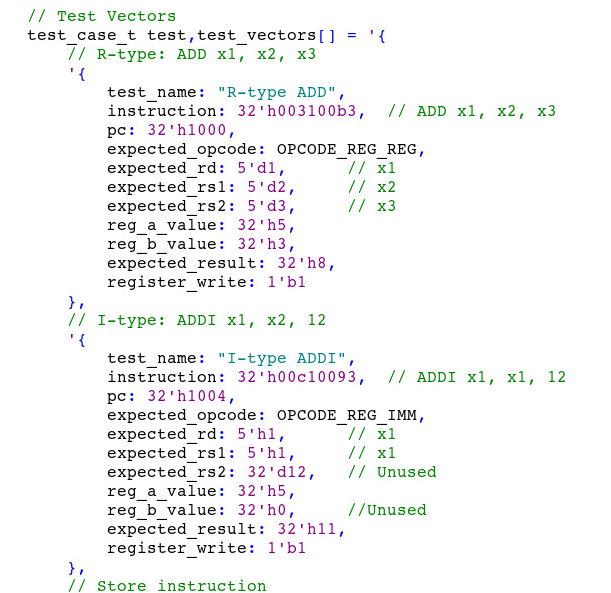 // Test Vectors
test_case_t test,test_vectors[] = '{
// R-type: ADD x1, x2, x3
'{
test_name: "R-type ADD",
instruction: 32'h003100b3,  // ADD x1, x2, x3
pc: 32'h1000,
expected_opcode: OPCODE_REG_REG,
expected_rd: 5'd1,      // x1
expected_rs1: 5'd2,     // x2
expected_rs2: 5'd3,     // x3
reg_a_value: 32'h5,
reg_b_value: 32'h3,
expected_result: 32'h8,
register_write: 1'b1
},
// I-type: ADDI x1, x2, 12
'{
test_name: "I-type ADDI",
instruction: 32'h00c10093,  // ADDI x1, x1, 12
pc: 32'h1004,
expected_opcode: OPCODE_REG_IMM,
expected_rd: 5'h1,      // x1
expected_rs1: 5'h1,     // x1
expected_rs2: 32'd12,   // Unused
reg_a_value: 32'h5,
reg_b_value: 32'h0,     //Unused
expected_result: 32'h11,
register_write: 1'b1
},
// Store instruction